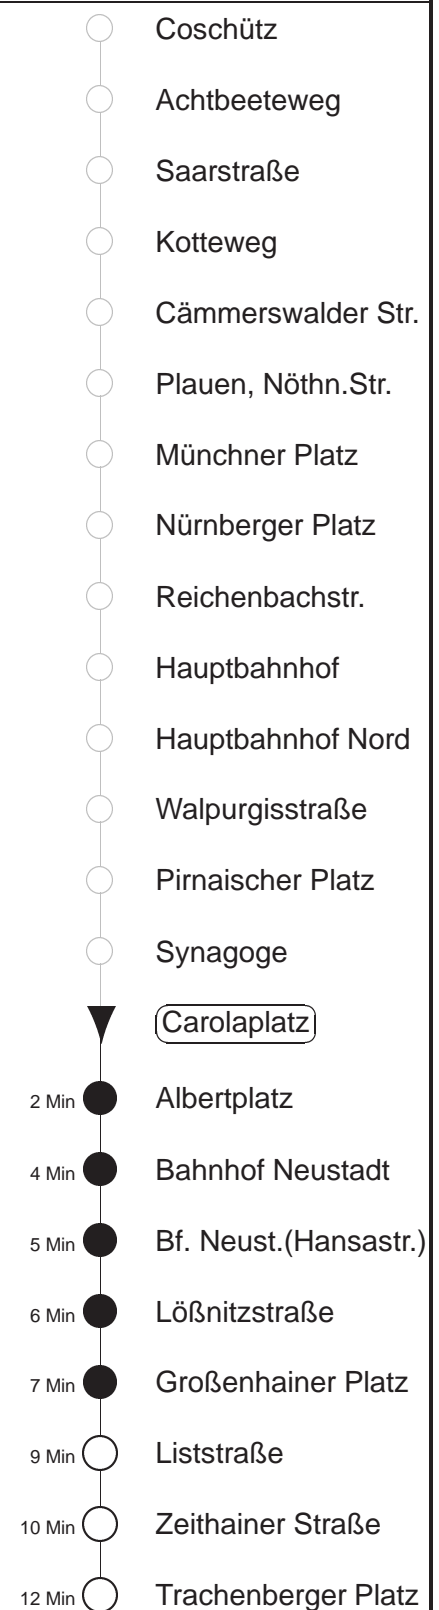 Coschütz
Achtbeeteweg
Saarstraße
Kotteweg
Cämmerswalder Str.
Plauen, Nöthn.Str.
Münchner Platz
Nürnberger Platz
Reichenbachstr.
Hauptbahnhof
Hauptbahnhof Nord
Walpurgisstraße
Pirnaischer Platz
Synagoge
Carolaplatz
2 Min Albertplatz
4 Min Bahnhof Neustadt
5 Min Bf. Neust.(Hansastr.)
6 Min Lößnitzstraße
7 Min Großenhainer Platz
9 Min Liststraße
10 Min Zeithainer Straße
12 Min Trachenberger Platz